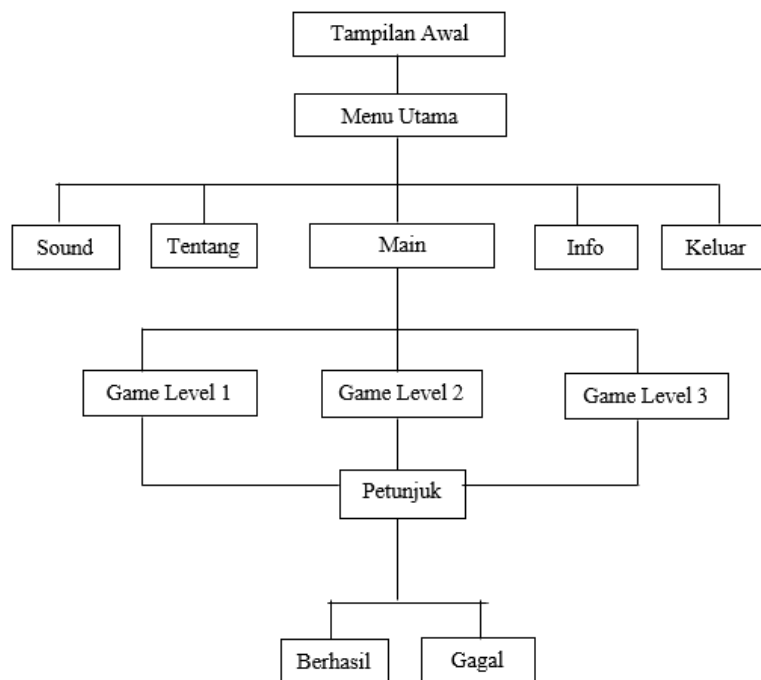 Tampilan Awal
Menu Utama
Sound
Tentang
Main
Info
Keluar
Game Level 1
Game Level 2
Game Level 3
Petunjuk
Berhasil
Gagal